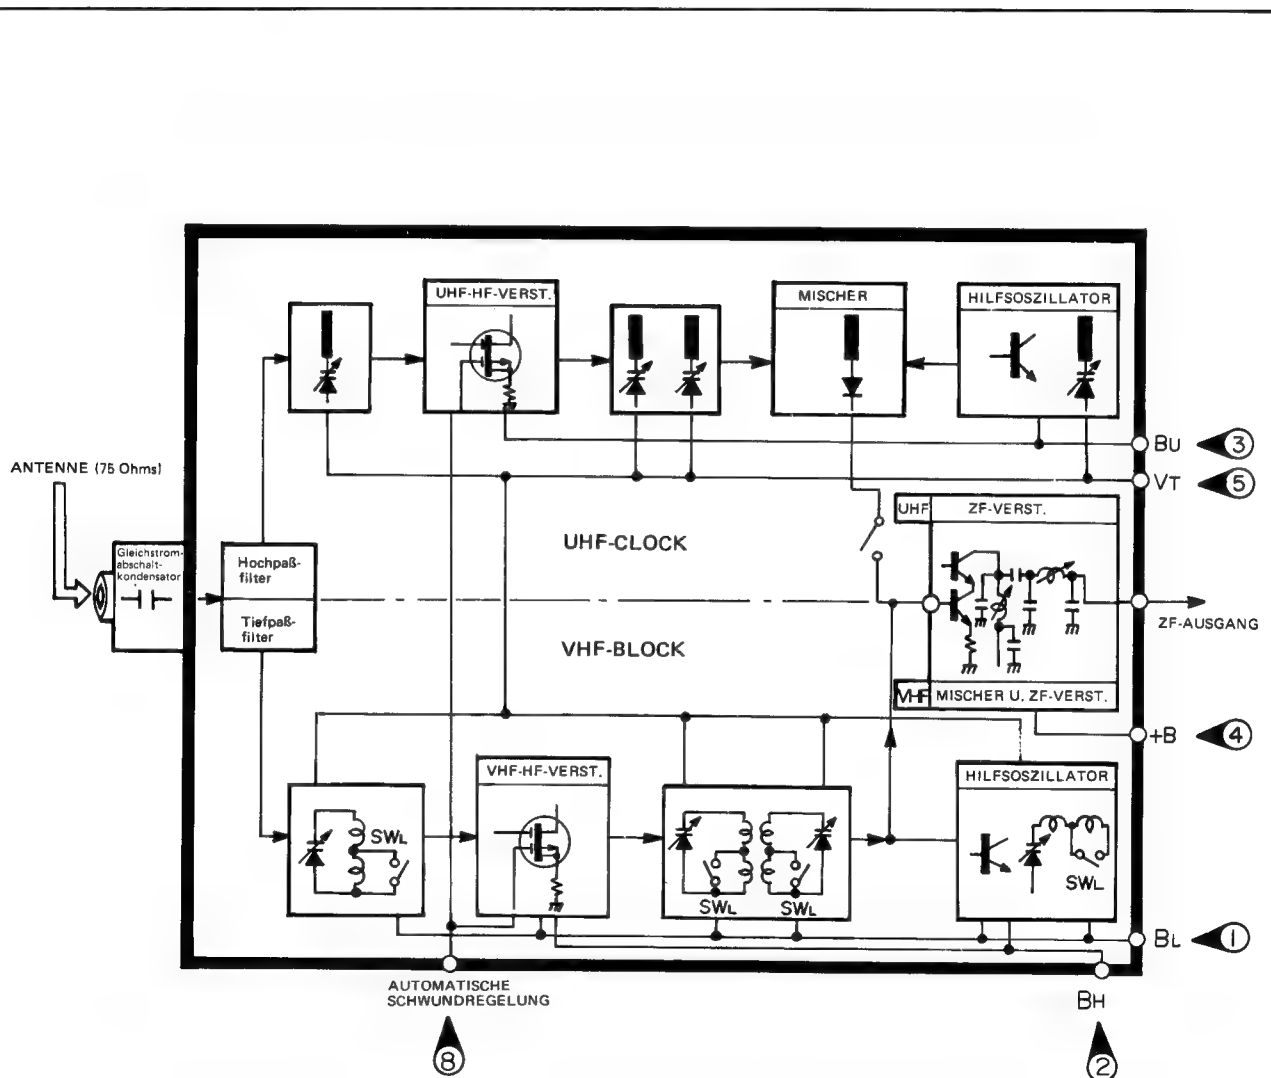 UHF-HF-VERST.
MISCHER
HILFSOSZILLATOR
BU
3
VT
5
ANTENNE (75 Ohms)
Gleichstrom-
abschalt-
kondensator
Hochpaß-
filter
Tiefpaß-
filter
UHF-CLOCK
VHF-BLOCK
UHF
ZF-VERST.
VHF
MISCHER U. ZF-VERST.
ZF-AUSGANG
+B
4
VHF-HF-VERST.
HILFSOSZILLATOR
SWL
SWL
SWL
SWL
BL
1
AUTOMATISCHE
SCHWUNDREGELUNG
8
BH
2